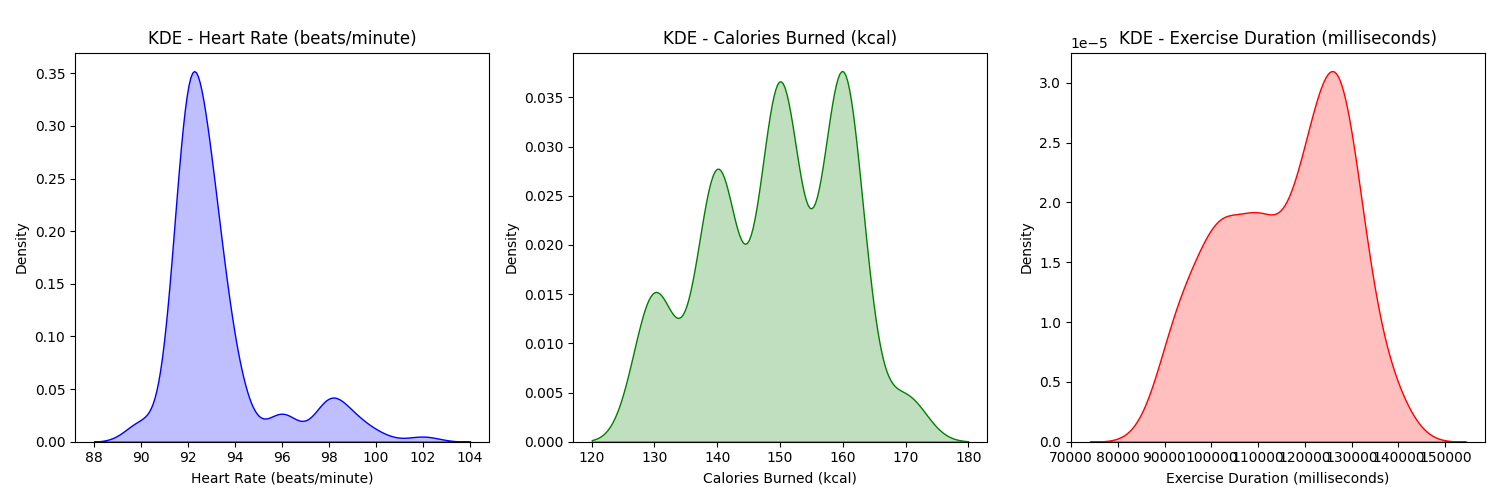 KDE - Heart Rate (beats/minute)
0.35
0.30
0.25
0.20
0.15
0.10
0.05
0.00
Density
88 90 92 94 96 98 100 102 104
Heart Rate (beats/minute)
KDE - Calories Burned (kcal)
0.035
0.030
0.025
0.020
0.015
0.010
0.005
0.000
Density
120 130 140 150 160 170 180
Calories Burned (kcal)
1e−5
KDE - Exercise Duration (milliseconds)
3.0
2.5
2.0
1.5
1.0
0.5
0.0
Density
70000 80000 90000 100000 110000 120000 130000 140000 150000
Exercise Duration (milliseconds)